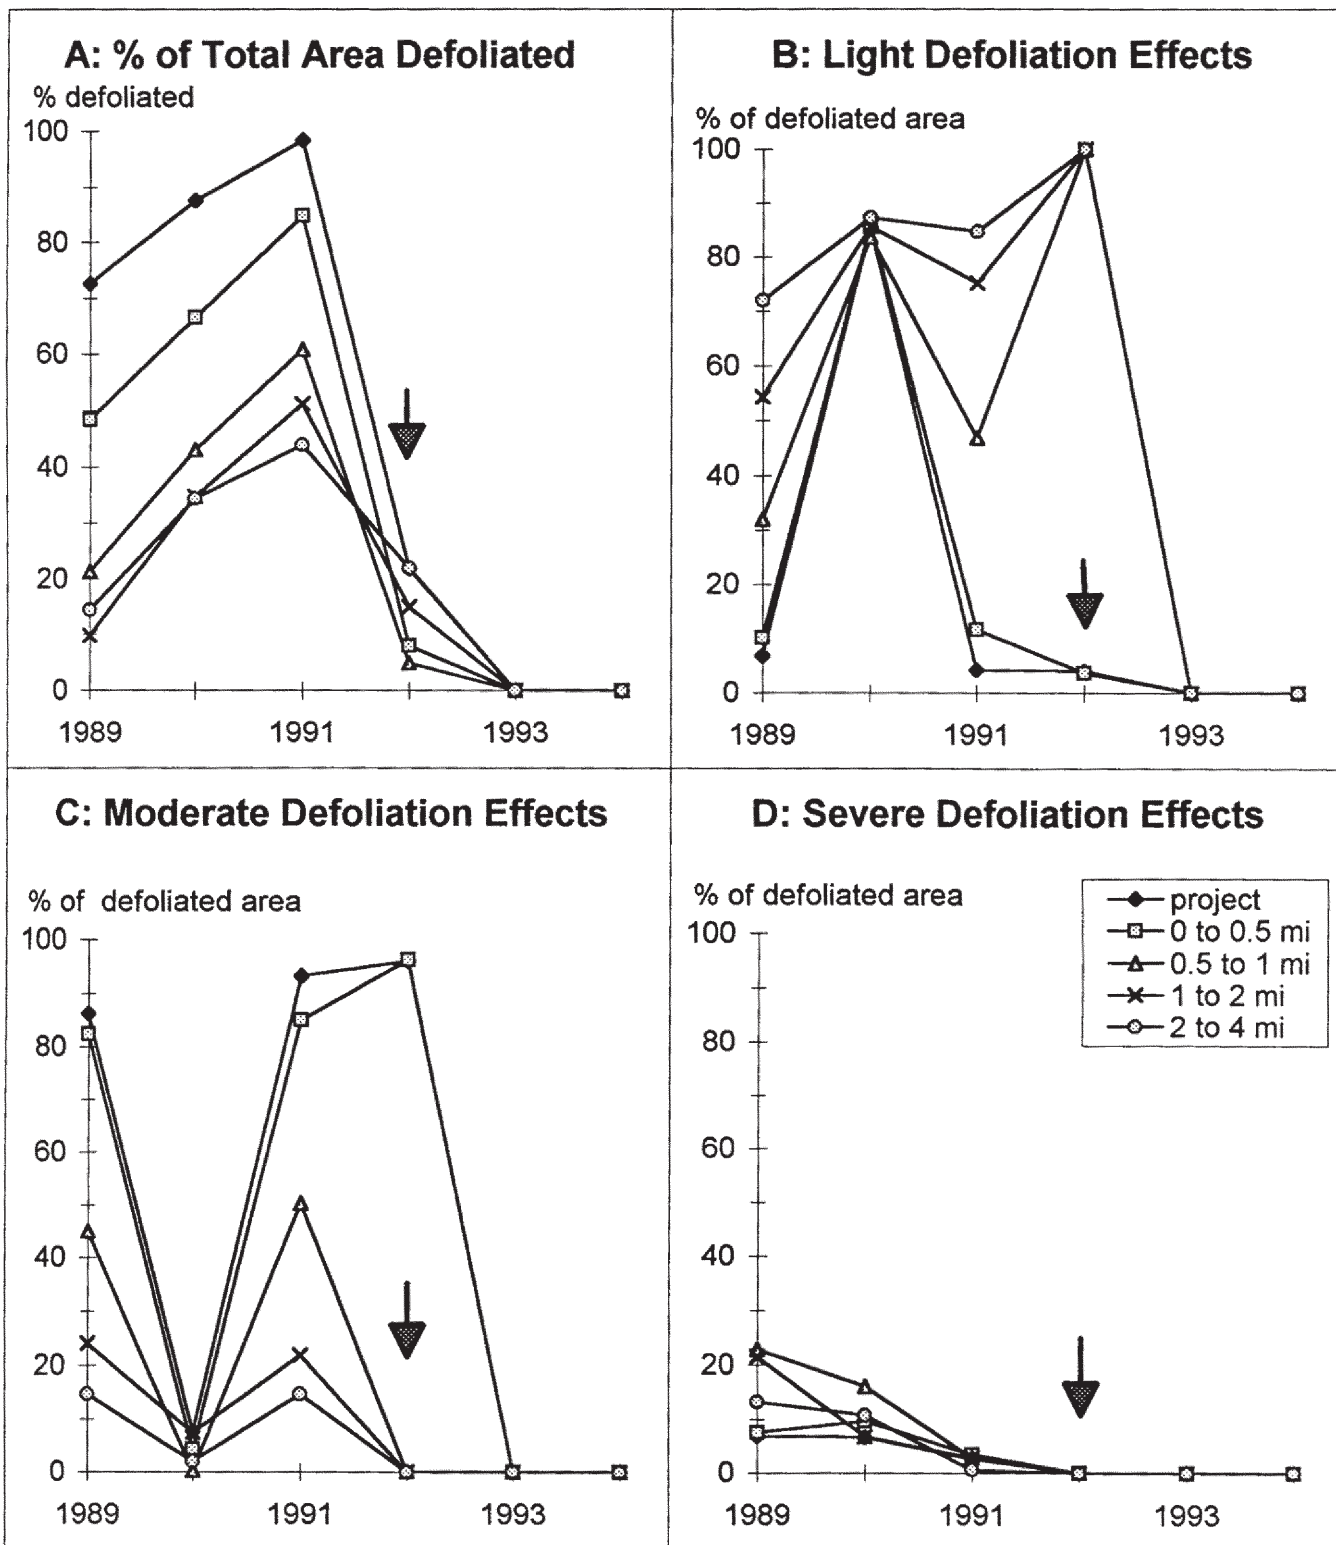 A: % of Total Area Defoliated
% defoliated
100
80
60
40
20
0
1989 1991 1993
B: Light Defoliation Effects
% of defoliated area
100
80
60
40
20
0
1989 1991 1993
C: Moderate Defoliation Effects
% of defoliated area
100
80
60
40
20
0
1989 1991 1993
D: Severe Defoliation Effects
% of defoliated area
project
0 to 0.5 mi
0.5 to 1 mi
1 to 2 mi
2 to 4 mi
100
80
60
40
20
0
1989 1991 1993